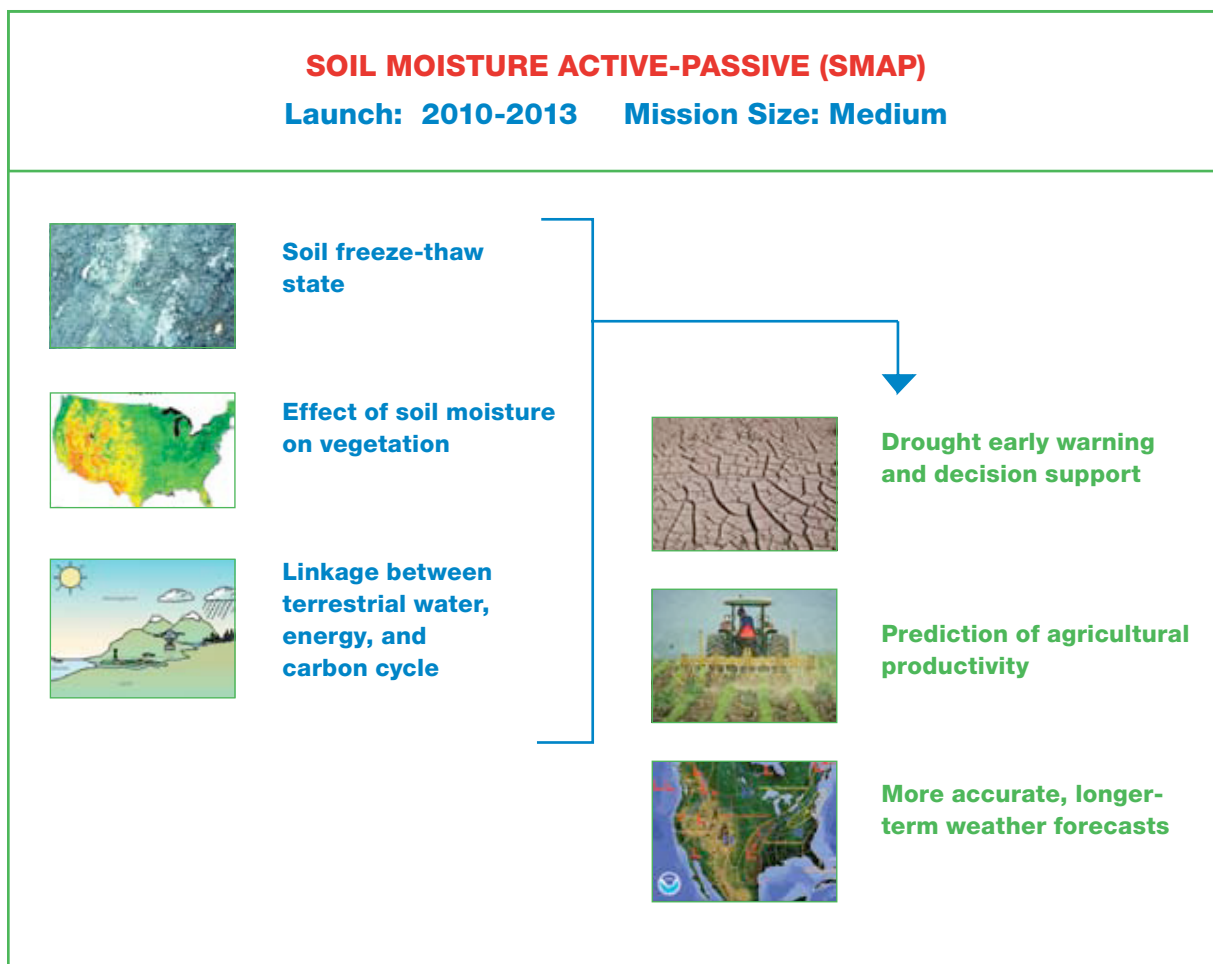 SOIL MOISTURE ACTIVE-PASSIVE (SMAP)
Launch: 2010-2013 Mission Size: Medium
Soil freeze-thaw
state
Effect of soil moisture
on vegetation
Linkage between
terrestrial water,
energy, and
carbon cycle
Drought early warning
and decision support
Prediction of agricultural
productivity
More accurate, longer-
term weather forecasts